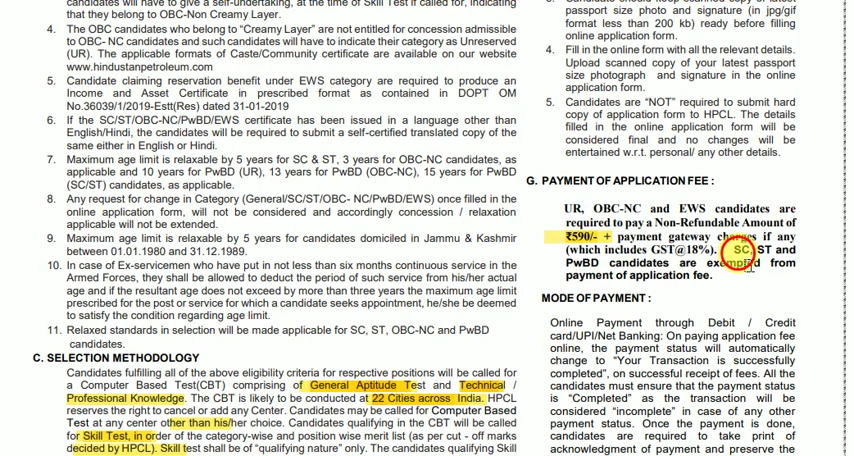 candidates will have to give a self-undertaking, at the time of Skill Test if called for, indicating
that they belong to OBC-Non Creamy Layer.
4. The OBC candidates who belong to “Creamy Layer” are not entitled for concession admissible
to OBC- NC candidates and such candidates will have to indicate their category as Unreserved
(UR). The applicable formats of Caste/Community certificate are available on our website
www.hindustanpetroleum.com
5. Candidate claiming reservation benefit under EWS category are required to produce an
Income and Asset Certificate in prescribed format as contained in DOPT OM
No.36039/1/2019-Estt(Res) dated 31-01-2019
6. If the SC/ST/OBC-NC/PwBD/EWS certificate has been issued in a language other than
English/Hindi, the candidates will be required to submit a self-certified translated copy of the
same either in English or Hindi.
7. Maximum age limit is relaxable by 5 years for SC & ST, 3 years for OBC-NC candidates, as
applicable and 10 years for PwBD (UR), 13 years for PwBD (OBC-NC), 15 years for PwBD
(SC/ST) candidates, as applicable.
8. Any request for change in Category (General/SC/ST/OBC- NC/PwBD/EWS) once filled in the
online application form, will not be considered and accordingly concession / relaxation
applicable will not be extended.
9. Maximum age limit is relaxable by 5 years for candidates domiciled in Jammu & Kashmir
between 01.01.1980 and 31.12.1989.
10. In case of Ex-servicemen who have put in not less than six months continuous service in the
Armed Forces, they shall be allowed to deduct the period of such service from his/her actual
age and if the resultant age does not exceed by more than three years the maximum age limit
prescribed for the post or service for which a candidate seeks appointment, he/she be deemed
to satisfy the condition regarding age limit.
11. Relaxed standards in selection will be made applicable for SC, ST, OBC-NC and PwBD
candidates.
C. SELECTION METHODOLOGY
Candidates fulfilling all of the above eligibility criteria for respective positions will be called for
a Computer Based Test(CBT) comprising of General Aptitude Test and Technical /
Professional Knowledge. The CBT is likely to be conducted at 22 Cities across India. HPCL
reserves the right to cancel or add any Center. Candidates may be called for Computer Based
Test at any center other than his/her choice. Candidates qualifying in the CBT will be called
for Skill Test, in order of the category-wise and position wise merit list (as per cut - off marks
decided by HPCL). Skill test shall be of “qualifying nature” only. The candidates qualifying Skill
passport size photo and signature (in jpg/gif
format less than 200 kb) ready before filling
online application form.
4. Fill in the online form with all the relevant details.
Upload scanned copy of your latest passport
size photograph and signature in the online
application form.
5. Candidates are “NOT” required to submit hard
copy of application form to HPCL. The details
filled in the online application form will be
considered final and no changes will be
entertained w.r.t. personal/ any other details.
G. PAYMENT OF APPLICATION FEE :
UR, OBC-NC and EWS candidates are
required to pay a Non-Refundable Amount of
₹590/- + payment gateway charges if any
(which includes GST@18%). SC, ST and
PwBD candidates are exempted from
payment of application fee.
MODE OF PAYMENT :
Online Payment through Debit / Credit
card/UPI/Net Banking: On paying application fee
online, the payment status will automatically
change to “Your Transaction is successfully
completed”, on successful receipt of fees. All the
candidates must ensure that the payment status
is “Completed” as the transaction will be
considered “incomplete” in case of any other
payment status. Once the payment is done,
candidates are required to take print of
acknowledgment of payment and preserve the